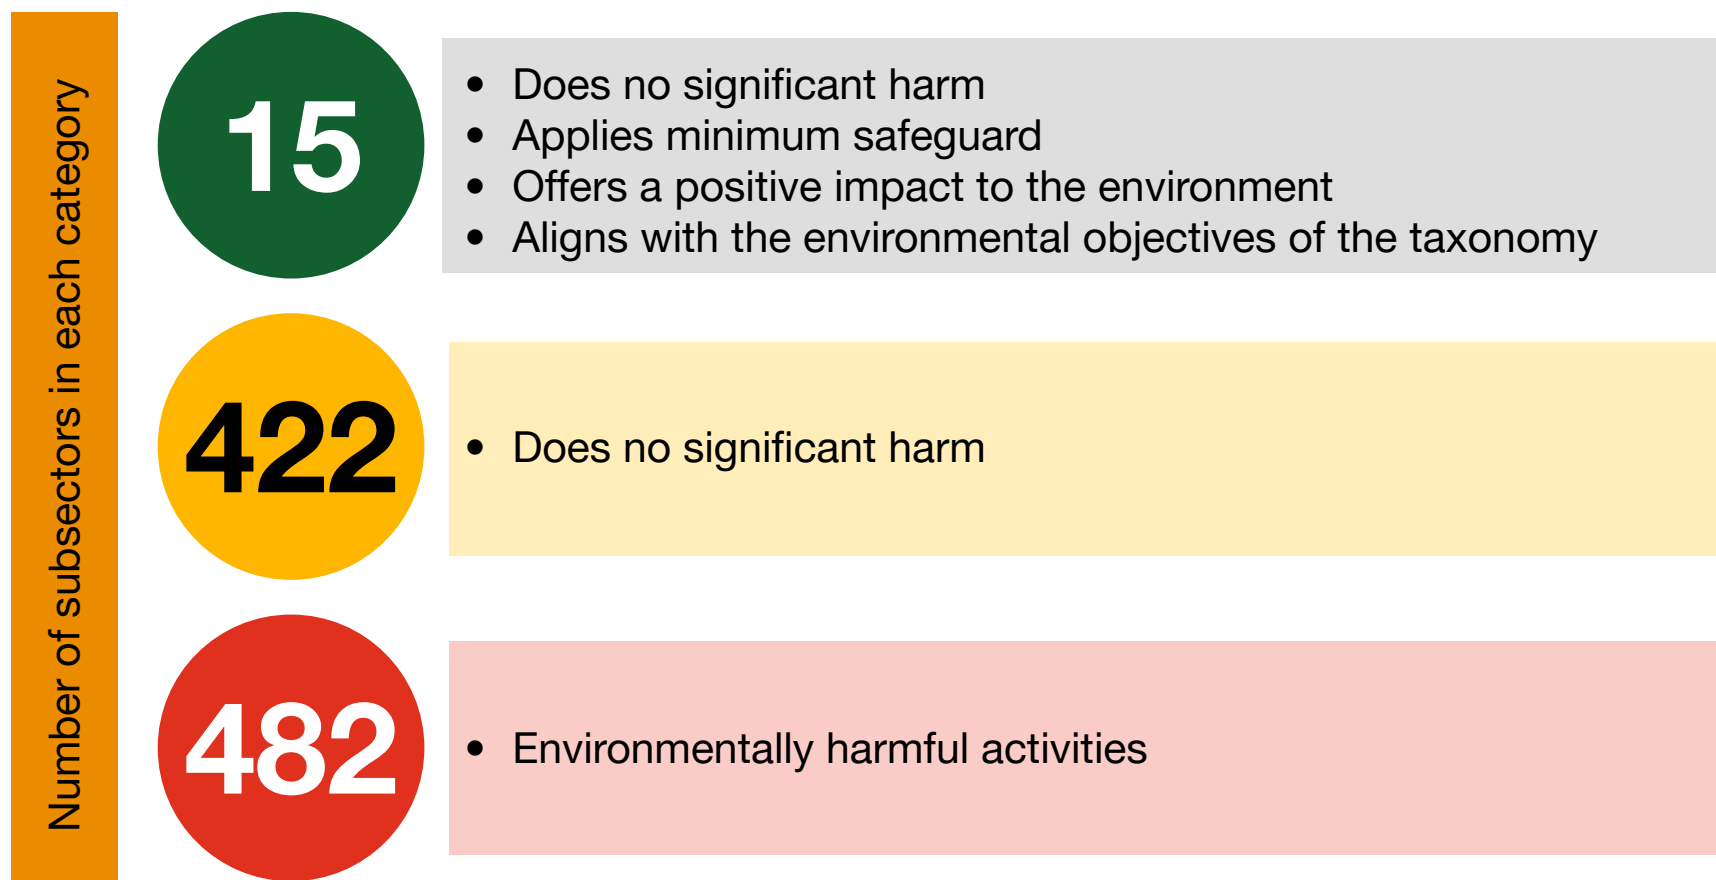 Number of subsectors in each category
15
• Does no significant harm
• Applies minimum safeguard
• Offers a positive impact to the environment
• Aligns with the environmental objectives of the taxonomy
422
• Does no significant harm
482
• Environmentally harmful activities